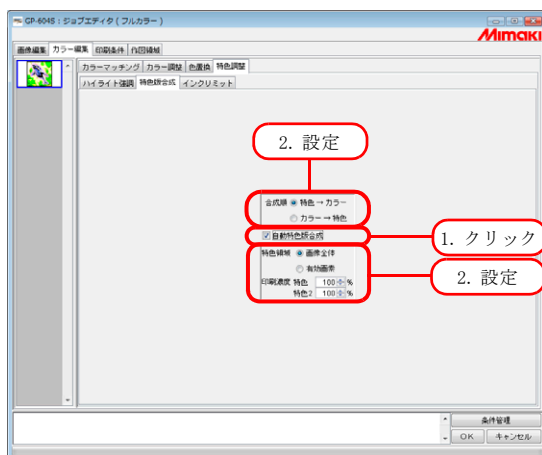 GP-604S : ジョブエディタ ( フルカラー )
Mimaki
画像編集 カラー編集 印刷条件 作図領域
カラーマッチング カラー調整 色置換 特色調整
ハイライト強調 特色版合成 インクリミット
2. 設定
合成順 特色 → カラー
カラー → 特色
自動特色版合成
1. クリック
特色領域 画像全体
有効画素
2. 設定
印刷濃度 特色 100 %
特色2 100 %
条件管理
OK キャンセル